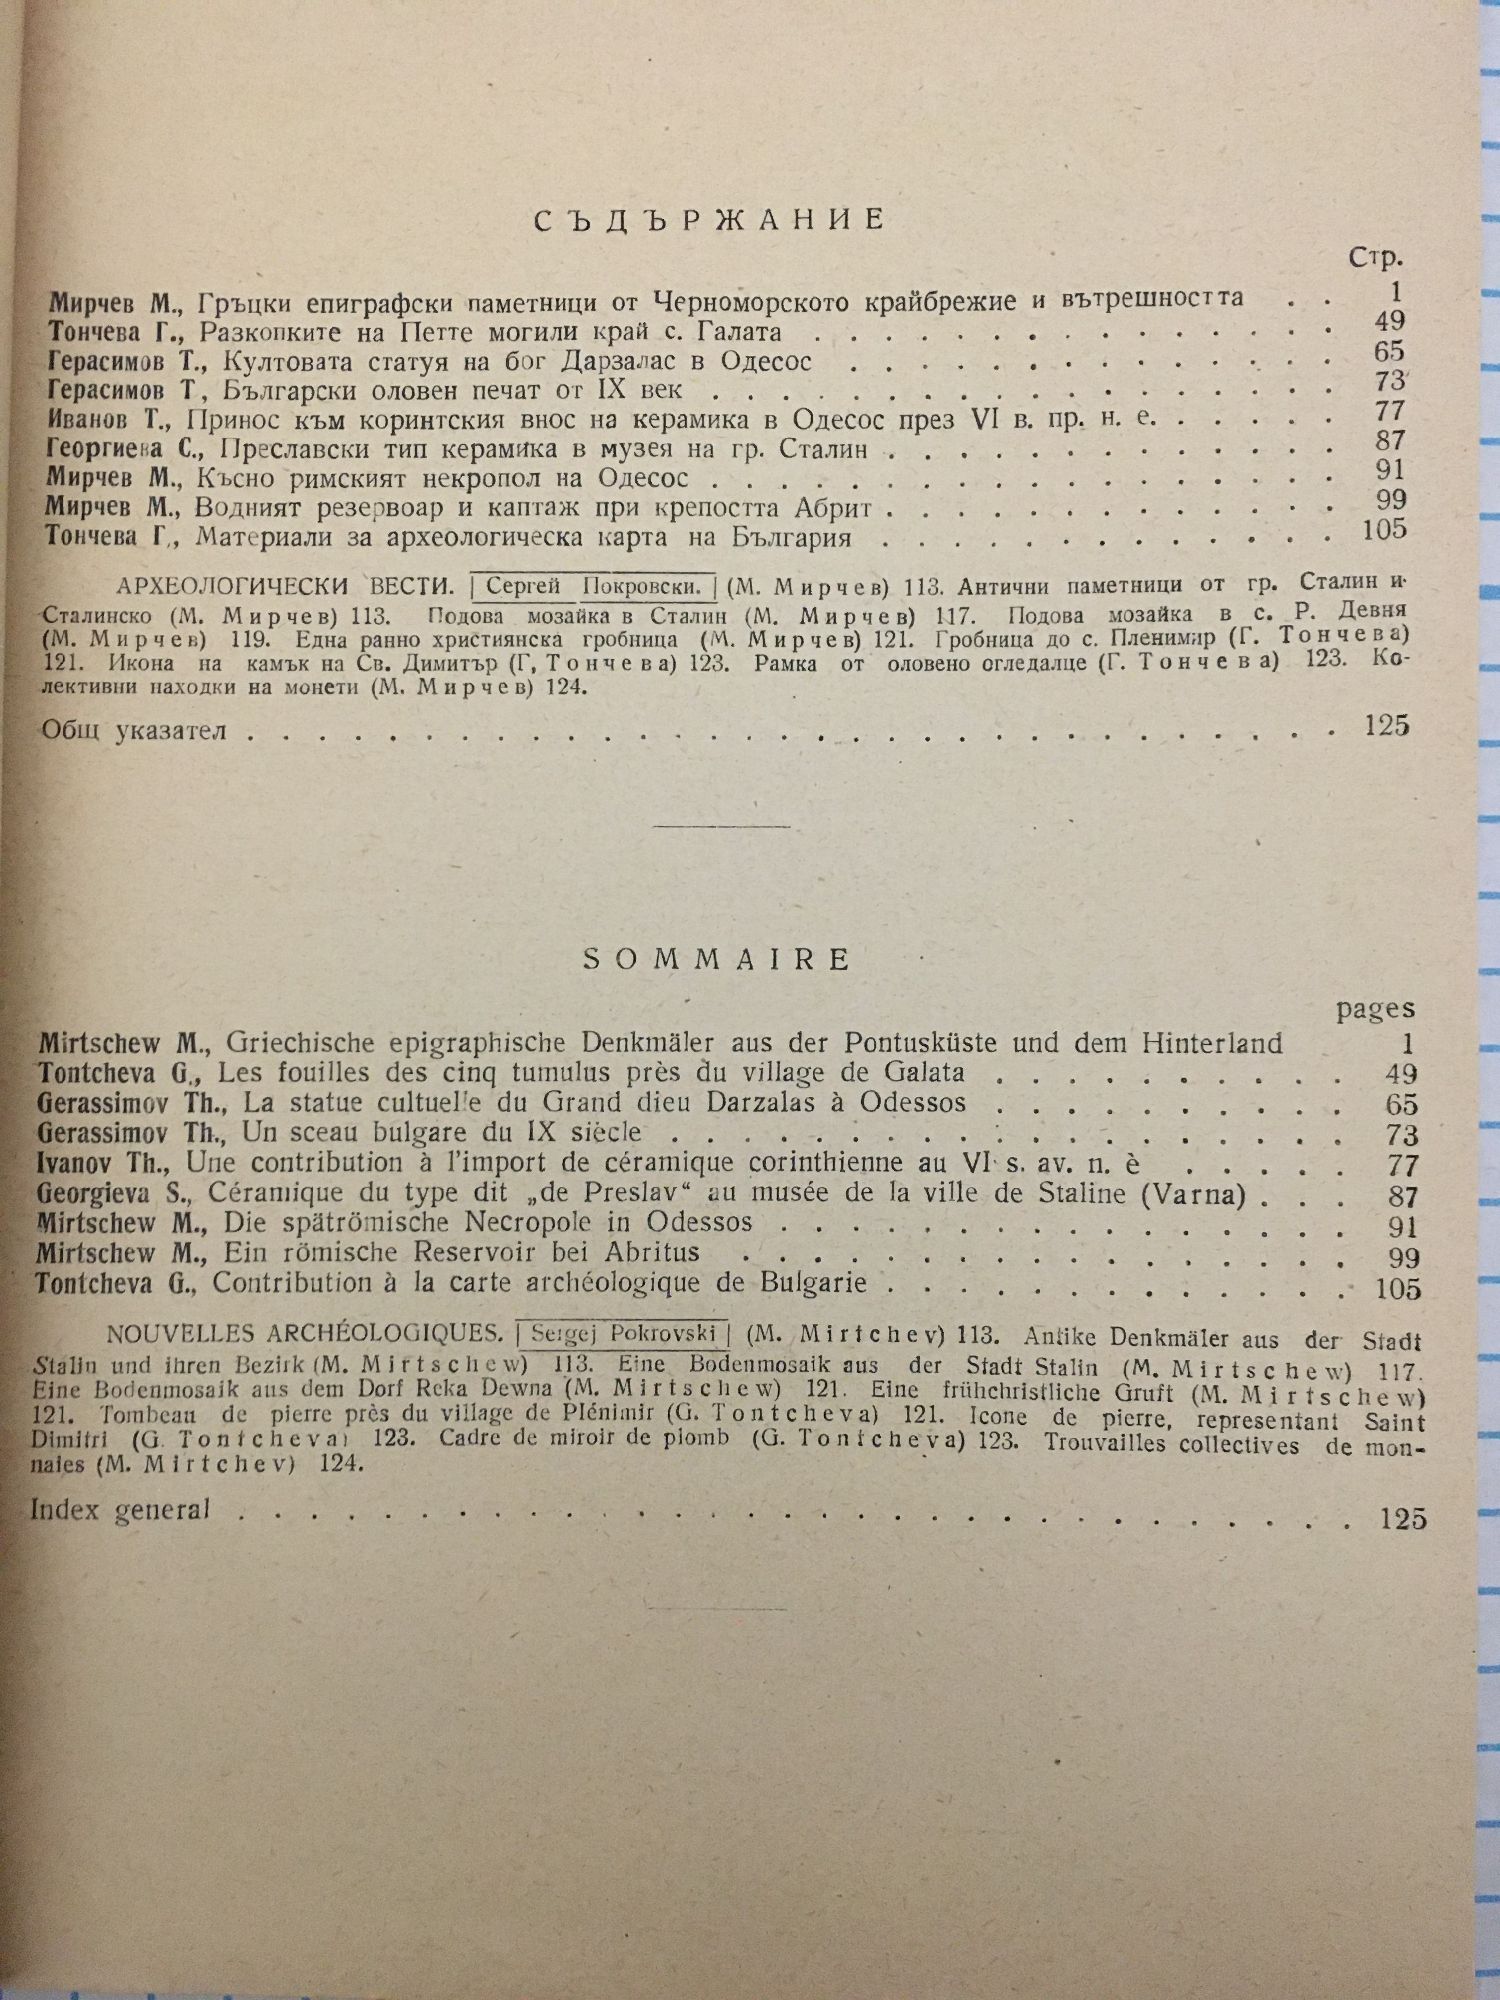 СЪДЪРЖАНИЕ
Стр.
Мирчев М., Гръцки епиграфски паметници от Черноморското крайбрежие и вътрешността . . 1
Тончева Г., Разкопките на Петте могили край с. Галата . . . . . . . . . . . . . . . 49
Герасимов Т., Култовата статуя на бог Дарзалас в Одесос . . . . . . . . . . . . . . 65
Герасимов Т, Български оловен печат от IX век . . . . . . . . . . . . . . . . . . 73
Иванов Т., Принос към коринтския внос на керамика в Одесос през VI в. пр. н. е. . . . . . 77
Георгиева С., Преславски тип керамика в музея на гр. Сталин . . . . . . . . . . . . . 87
Мирчев М., Късно римският некропол на Одесос . . . . . . . . . . . . . . . . . . 91
Мирчев М., Водният резервоар и каптаж при крепостта Абрит . . . . . . . . . . . . . 99
Тончева Г., Материали за археологическа карта на България . . . . . . . . . . . . . 105
АРХЕОЛОГИЧЕСКИ ВЕСТИ. | Сергей Покровски. | (М. Мирчев) 113. Антични паметници от гр. Сталин и
Сталинско (М. Мирчев) 113. Подова мозайка в Сталин (М. Мирчев) 117. Подова мозайка в с. Р. Девня
(М. Мирчев) 119. Една ранно християнска гробница (М. Мирчев) 121. Гробница до с. Пленимир (Г. Тончева)
121. Икона на камък на Св. Димитър (Г, Тончева) 123. Рамка от оловено огледалце (Г. Тончева) 123. Ко-
лективни находки на монети (М. Мирчев) 124.
Общ указател . . . . . . . . . . . . . . . . . . . . . . . . . . . . . . . 125
SOMMAIRE
pages
Mirtschew M., Griechische epigraphische Denkmäler aus der Pontusküste und dem Hinterland 1
Tontcheva G., Les fouilles des cinq tumulus près du village de Galata . . . . . . . . . . 49
Gerassimov Th., La statue cultuelle du Grand dieu Darzalas à Odessos . . . . . . . . . . 65
Gerassimov Th., Un sceau bulgare du IX siècle . . . . . . . . . . . . . . . . . . . 73
Ivanov Th., Une contribution à l'import de céramique corinthienne au VI s. av. n. è . . . . . 77
Georgieva S., Céramique du type dit „de Preslav“ au musée de la ville de Staline (Varna) . . . 87
Mirtschew M., Die spätrömische Necropole in Odessos . . . . . . . . . . . . . . . . 91
Mirtschew M., Ein römische Reservoir bei Abritus . . . . . . . . . . . . . . . . . 99
Tontcheva G., Contribution à la carte archéologique de Bulgarie . . . . . . . . . . . . . 105
NOUVELLES ARCHÉOLOGIQUES. | Sergej Pokrovski | (M. Mirtchev) 113. Antike Denkmäler aus der Stadt
Stalin und ihren Bezirk (M. Mirtschew) 113. Eine Bodenmosaik aus der Stadt Stalin (M. Mirtschew) 117.
Eine Bodenmosaik aus dem Dorf Reka Dewna (M. Mirtschew) 121. Eine frühchristliche Gruft (M. Mirtschew)
121. Tombeau de pierre près du village de Plénimir (G. Tontcheva) 121. Icone de pierre, representant Saint
Dimitri (G. Tontcheva) 123. Cadre de miroir de plomb (G. Tontcheva) 123. Trouvailles collectives de mon-
naies (M. Mirtchev) 124.
Index general . . . . . . . . . . . . . . . . . . . . . . . . . . . . . . . 125